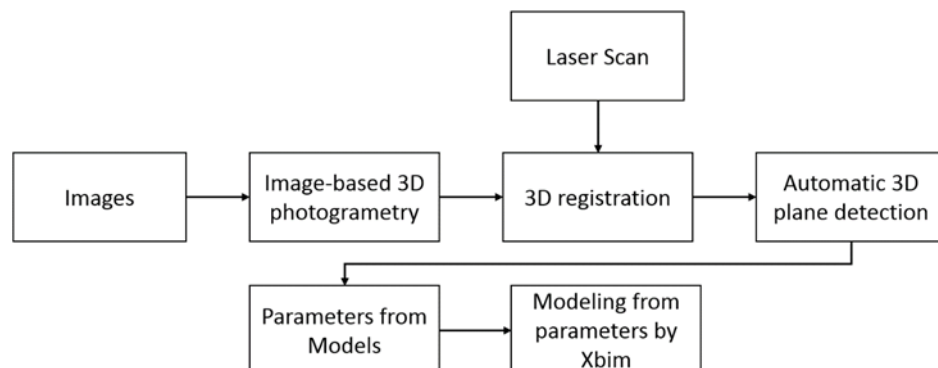 Laser Scan
Images
Image-based 3D
photogrametry
3D registration
Automatic 3D
plane detection
Parameters from
Models
Modeling from
parameters by
Xbim